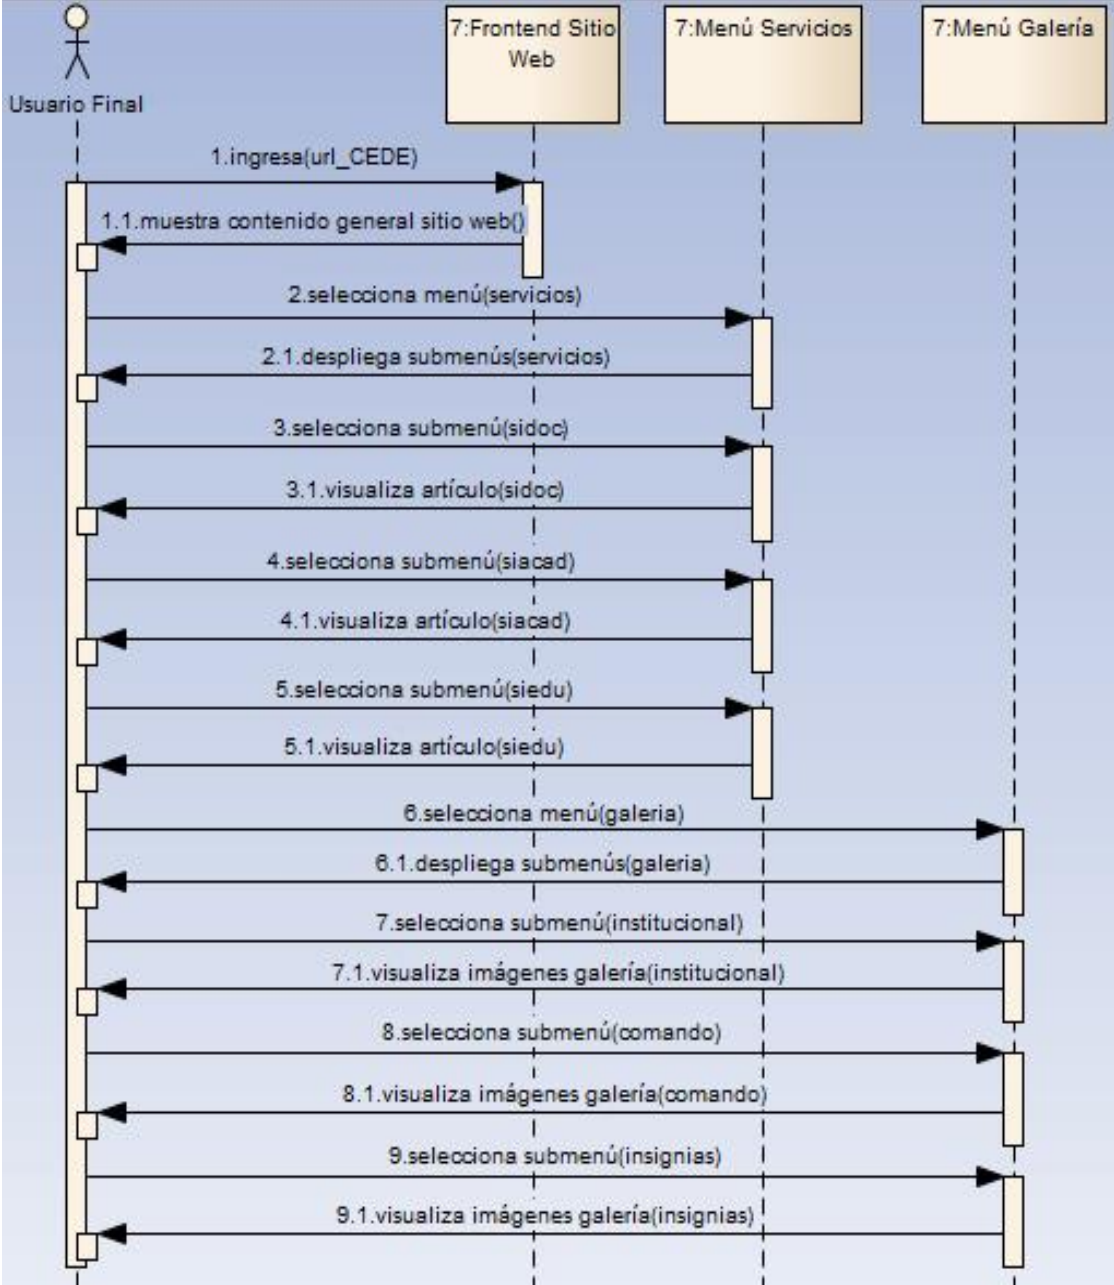 7:Frontend Sitio
Web
7:Menú Servicios
7:Menú Galería
Usuario Final
1.ingresa(url_CEDE)
1.1.muestra contenido general sitio web()
2.selecciona menú(servicios)
2.1.despliega submenús(servicios)
3.selecciona submenú(sidoc)
3.1.visualiza artículo(sidoc)
4.selecciona submenú(siacad)
4.1.visualiza artículo(siacad)
5.selecciona submenú(siedu)
5.1.visualiza artículo(siedu)
6.selecciona menú(galeria)
6.1.despliega submenús(galeria)
7.selecciona submenú(institucional)
7.1.visualiza imágenes galería(institucional)
8.selecciona submenú(comando)
8.1.visualiza imágenes galería(comando)
9.selecciona submenú(insignias)
9.1.visualiza imágenes galería(insignias)